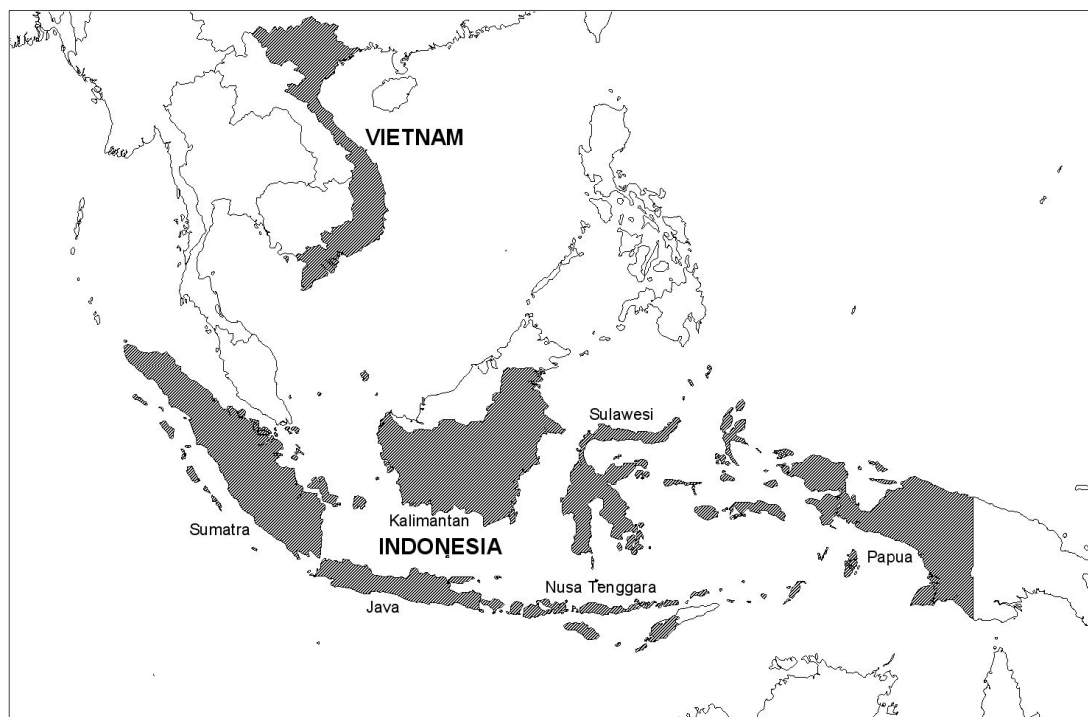 VIETNAM
Sulawesi
Sumatra
Kalimantan
INDONESIA
Papua
Nusa Tenggara
Java